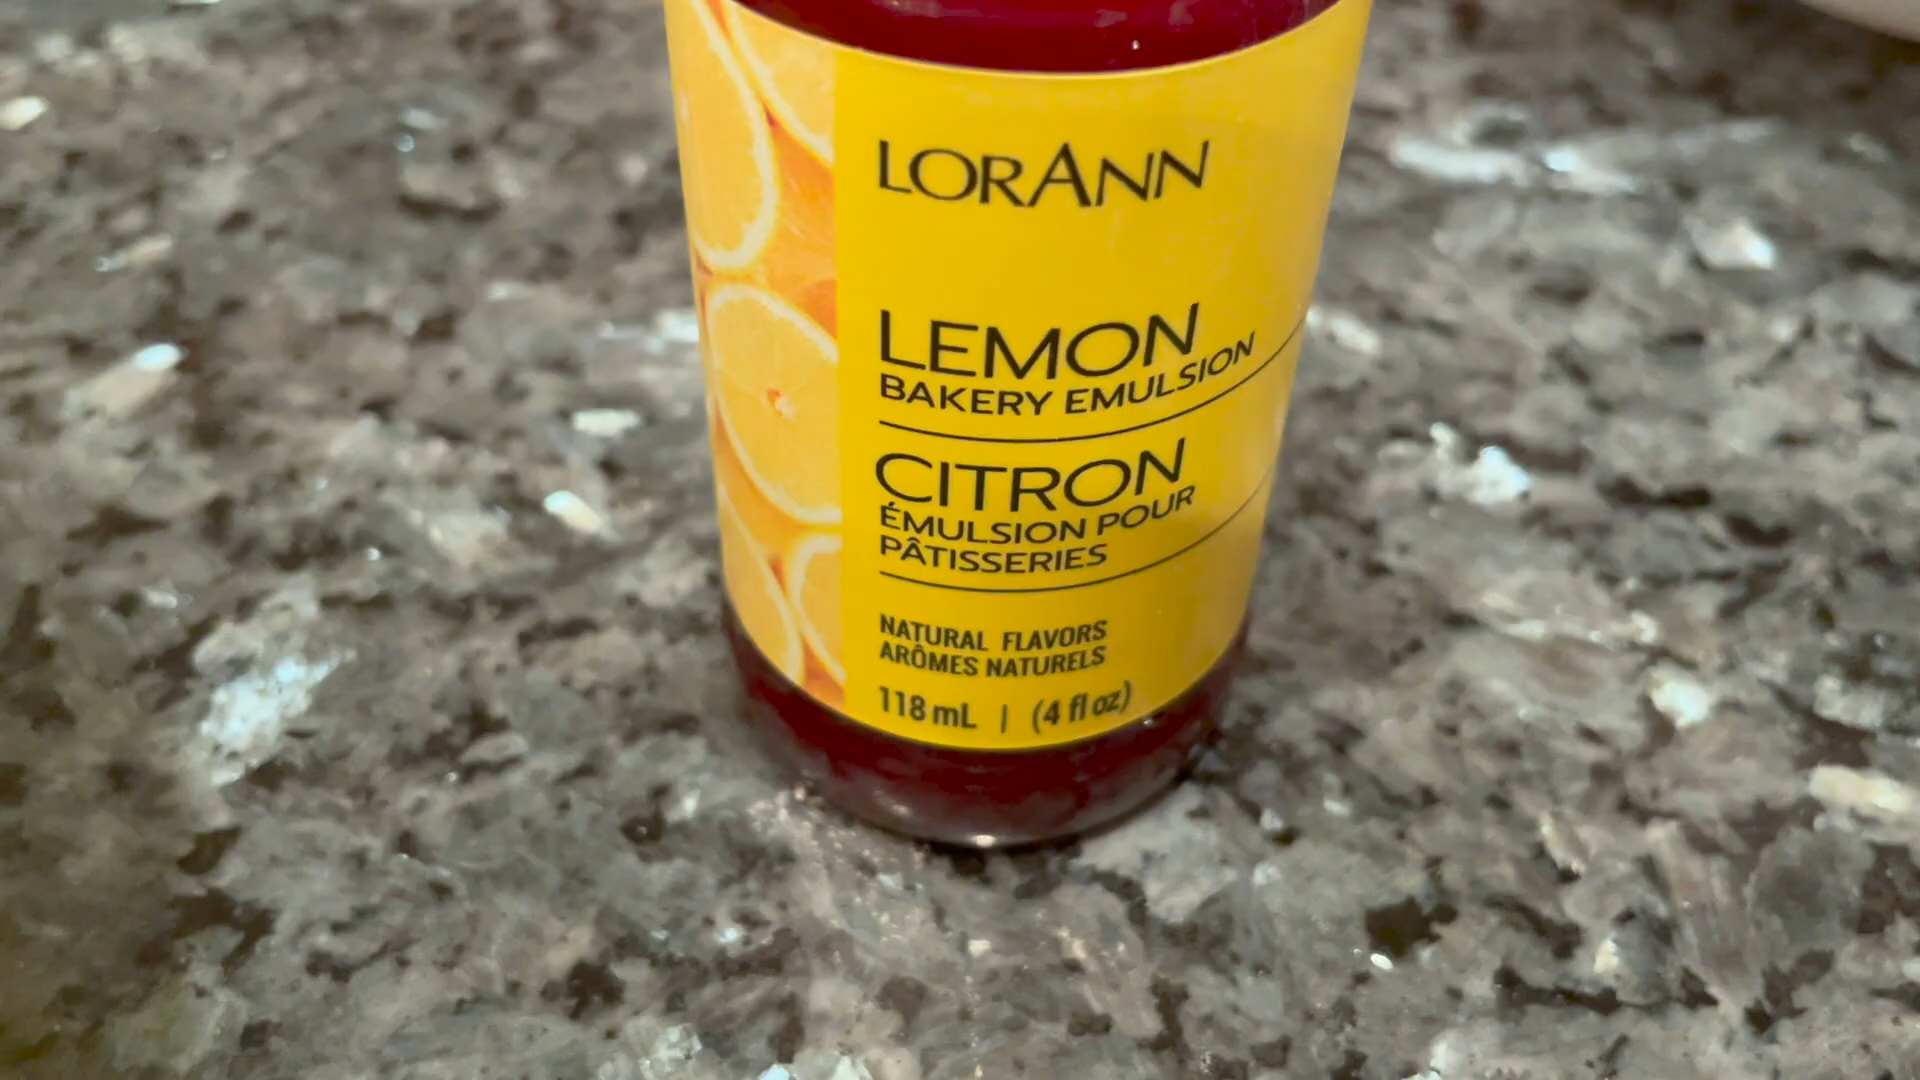 LORANN
LEMON
BAKERY EMULSION
CITRON
ÉMULSION POUR
PÂTISSERIES
NATURAL FLAVORS
ARÔMES NATURELS
118 mL | (4 fl oz)